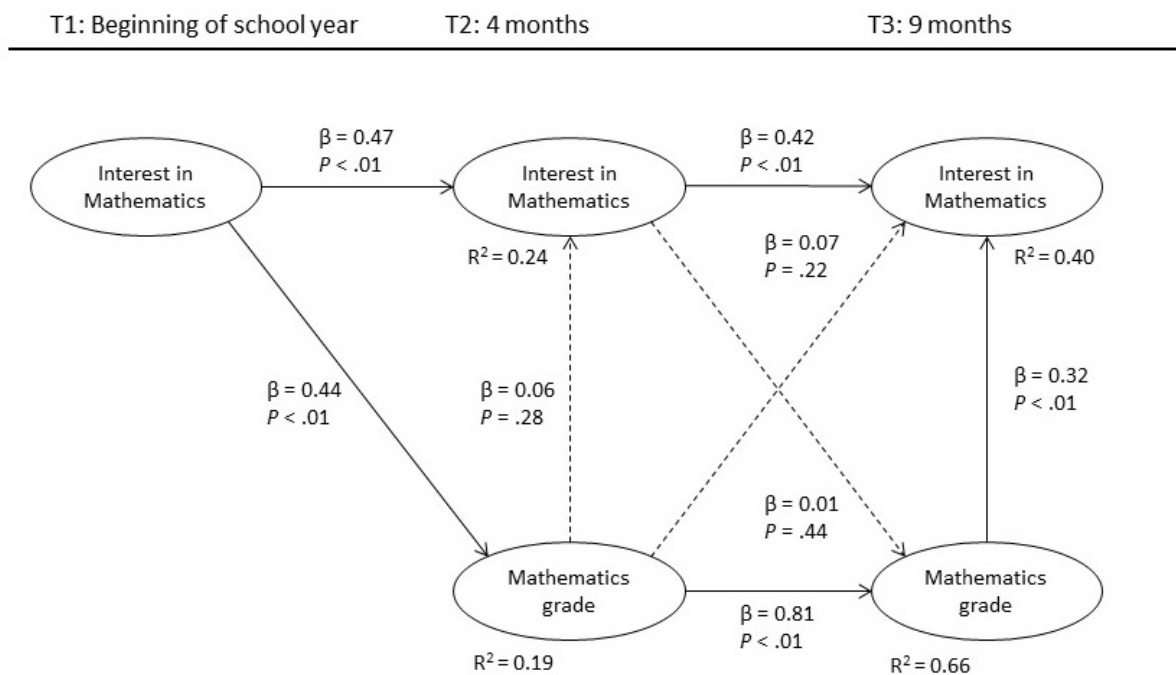 T1: Beginning of school year
T2: 4 months
T3: 9 months
β = 0.47
P < .01
β = 0.42
P < .01
Interest in
Mathematics
Interest in
Mathematics
Interest in
Mathematics
R² = 0.24
β = 0.07
P = .22
R² = 0.40
β = 0.44
P < .01
β = 0.06
P = .28
β = 0.32
P < .01
β = 0.01
P = .44
Mathematics
grade
Mathematics
grade
β = 0.81
P < .01
R² = 0.19
R² = 0.66